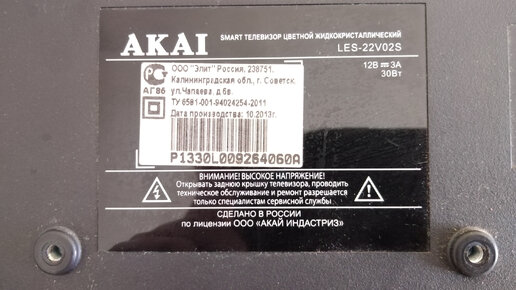 AKAI
SMART ТЕЛЕВИЗОР ЦВЕТНОЙ ЖИДКОКРИСТАЛЛИЧЕСКИЙ
LES-22V02S
12В 3А
30Вт
ООО "Элит" Россия, 238751,
Калининградская обл., г. Советск,
ул.Чапаева, д.6в.
ТУ 6581-001-94024254-2011
Дата производства: 10.2013г.
АГ86
P1330L009264060A
ВНИМАНИЕ! ВЫСОКОЕ НАПРЯЖЕНИЕ!
Открывать заднюю крышку телевизора, проводить
техническое обслуживание и ремонт разрешается
только специалистам сервисной службы
СДЕЛАНО В РОССИИ
по лицензии ООО «АКАЙ ИНДАСТРИЗ»